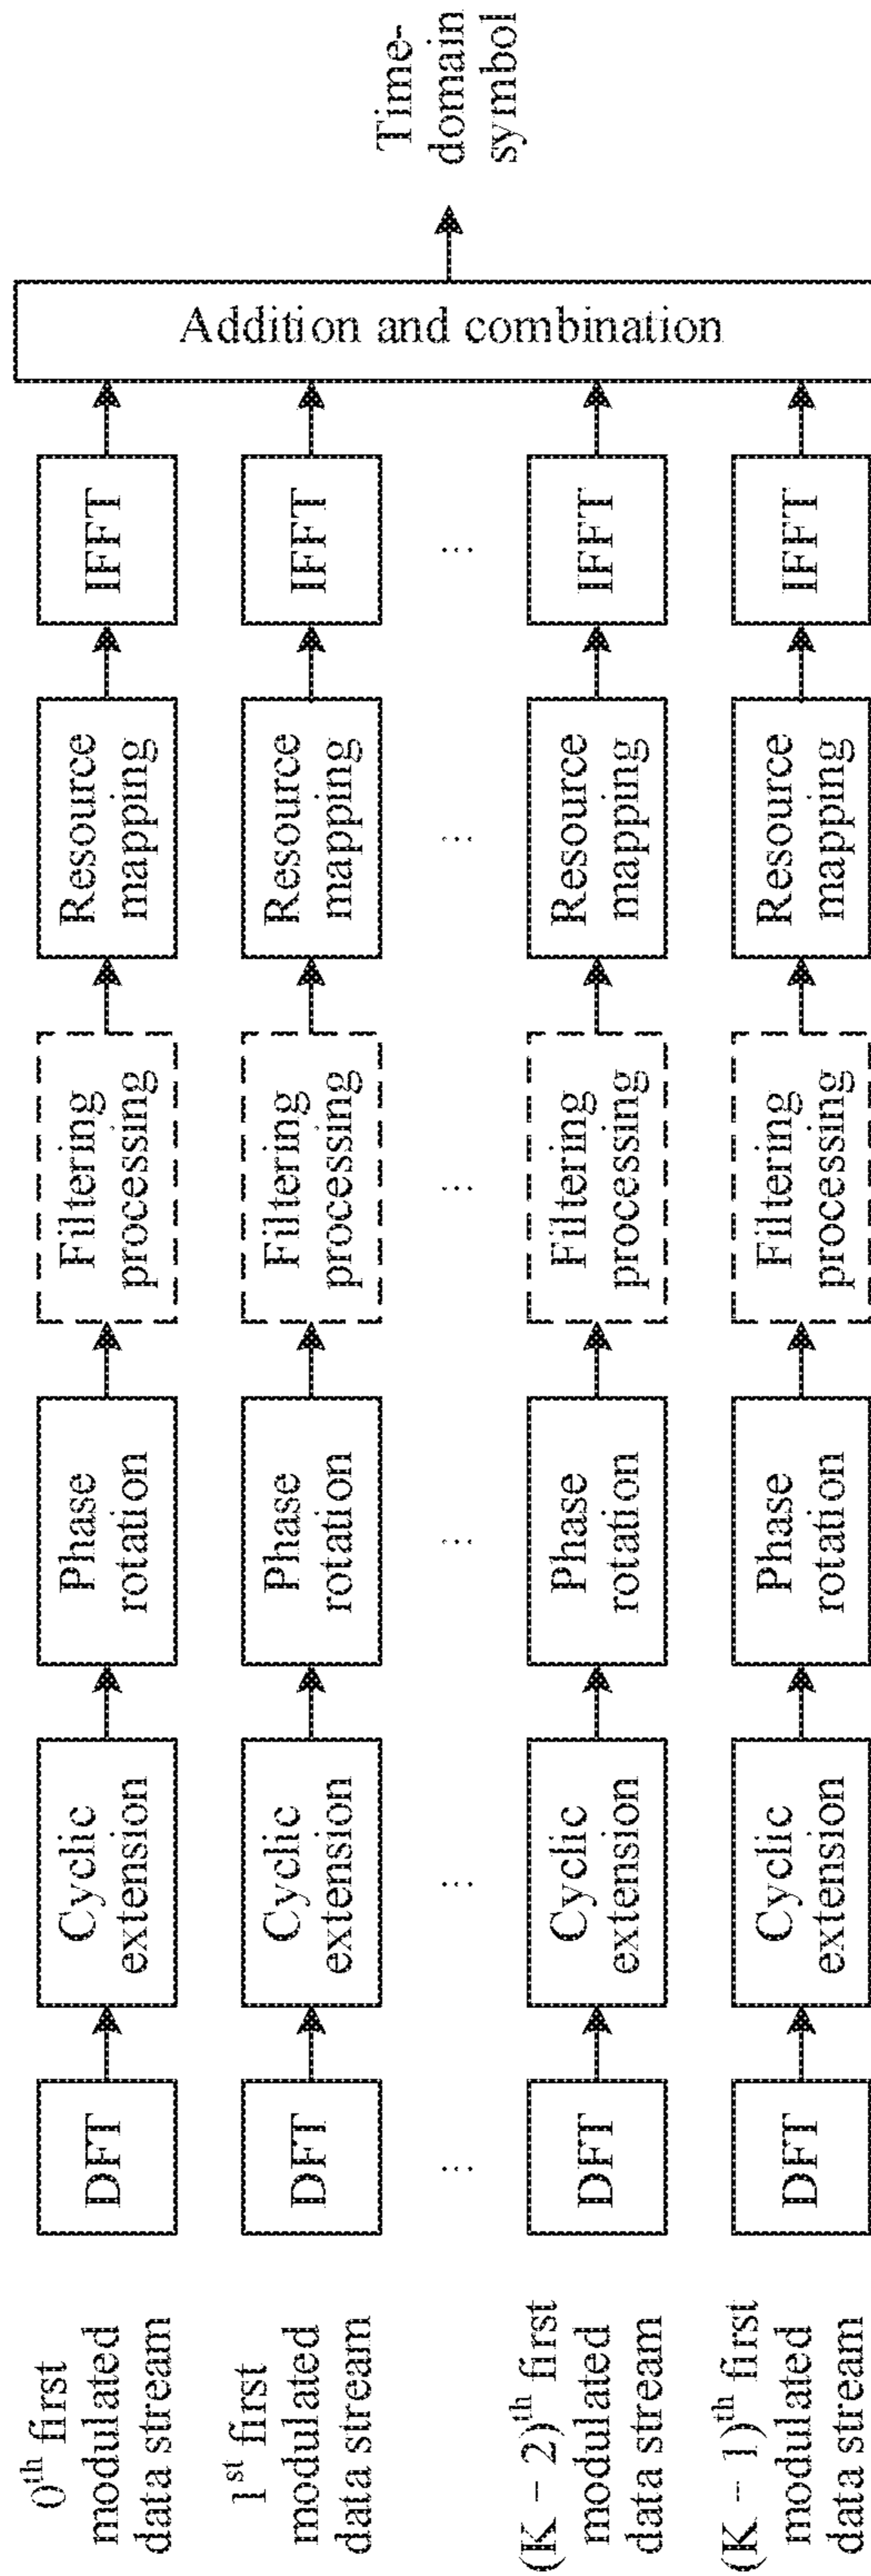 0th first
modulated
data stream
DFT
Cyclic
extension
Phase
rotation
Filtering
processing
Resource
mapping
IFFT
1st first
modulated
data stream
DFT
Cyclic
extension
Phase
rotation
Filtering
processing
Resource
mapping
IFFT
...
...
...
...
...
...
(K – 2)th first
modulated
data stream
DFT
Cyclic
extension
Phase
rotation
Filtering
processing
Resource
mapping
IFFT
(K – 1)th first
modulated
data stream
DFT
Cyclic
extension
Phase
rotation
Filtering
processing
Resource
mapping
IFFT
Addition and combination
Time-
domain
symbol